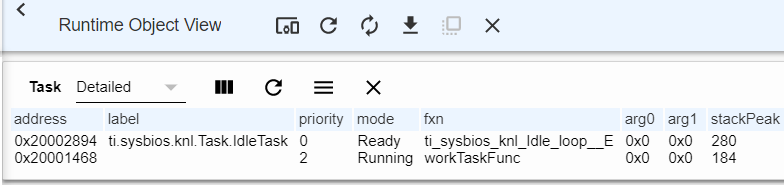 Runtime Object View
Task Detailed
address label priority mode fxn arg0 arg1 stackPeak
0x20002894 ti.sysbios.knl.Task.IdleTask 0 Ready ti_sysbios_knl_Idle_loop__E 0x0 0x0 280
0x20001468 2 Running workTaskFunc 0x0 0x0 184